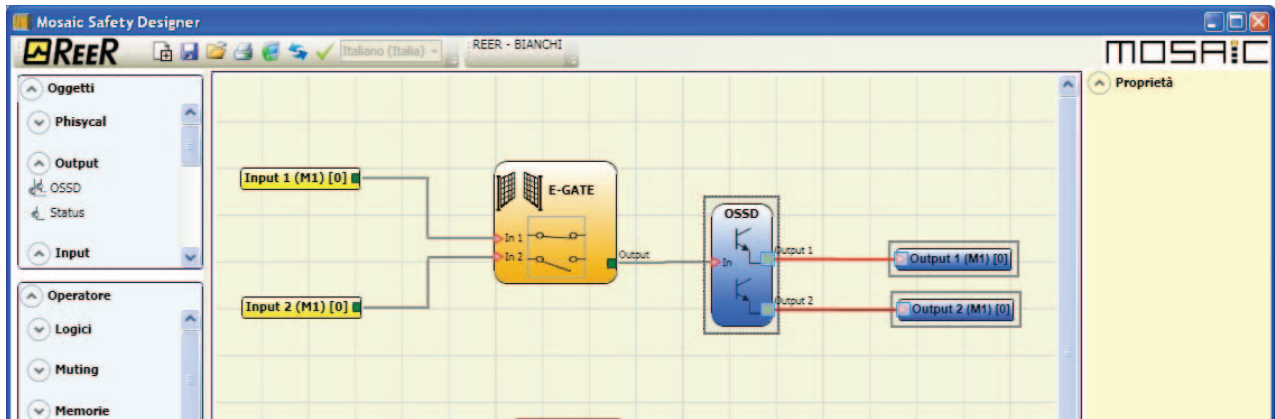 Mosaic Safety Designer
REER
Italiano (Italia)
REER - BIANCHI
MOSAIC
Oggetti
Phisycal
Output
OSSD
Status
Input
Operatore
Logici
Muting
Memorie
Input 1 (M1) [0]
Input 2 (M1) [0]
E-GATE
In 1
In 2
Output
OSSD
In
Output 1
Output 2
Output 1 (M1) [0]
Output 2 (M1) [0]
Proprietà